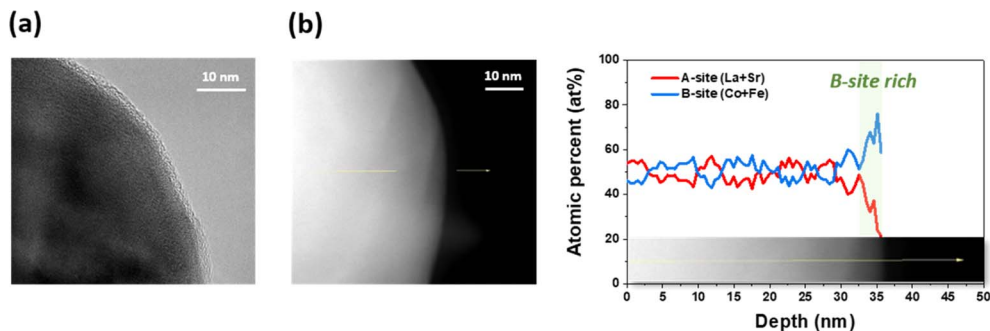 (a)
(b)
10 nm
10 nm
A-site (La+Sr)
B-site (Co+Fe)
B-site rich
Atomic percent (at%)
100
80
60
40
20
0
0 5 10 15 20 25 30 35 40 45 50
Depth (nm)